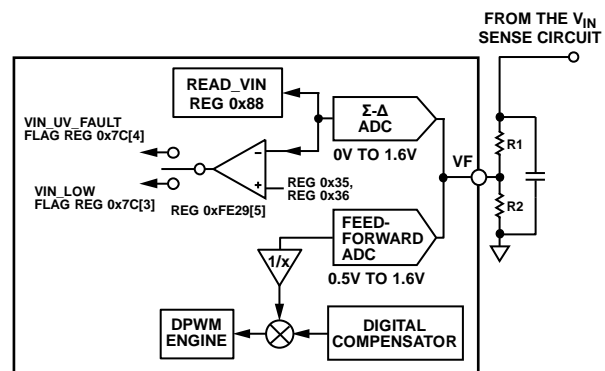 FROM THE VIN
SENSE CIRCUIT
READ_VIN
REG 0x88
Σ-Δ
ADC
0V TO 1.6V
VIN_UV_FAULT
FLAG REG 0x7C[4]
VIN_LOW
FLAG REG 0x7C[3]
−
+
REG 0x35,
REG 0x36
REG 0xFE29[5]
VF
R1
R2
FEED-
FORWARD
ADC
0.5V TO 1.6V
1/x
DPWM
ENGINE
DIGITAL
COMPENSATOR